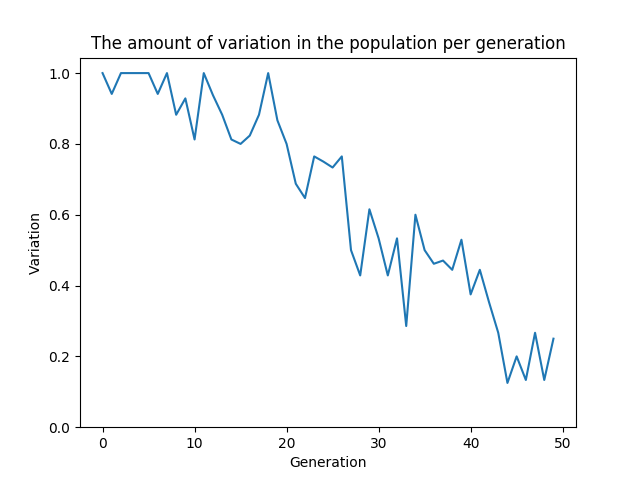 The amount of variation in the population per generation
1.0
0.8
0.6
0.4
0.2
0.0
Variation
0 10 20 30 40 50
Generation